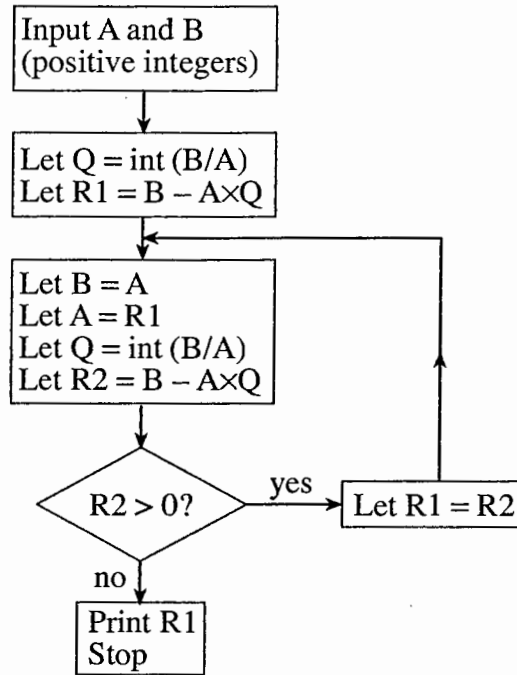 Input A and B
(positive integers)
Let Q = int (B/A)
Let R1 = B − A×Q
Let B = A
Let A = R1
Let Q = int (B/A)
Let R2 = B − A×Q
R2 > 0?
yes
Let R1 = R2
no
Print R1
Stop